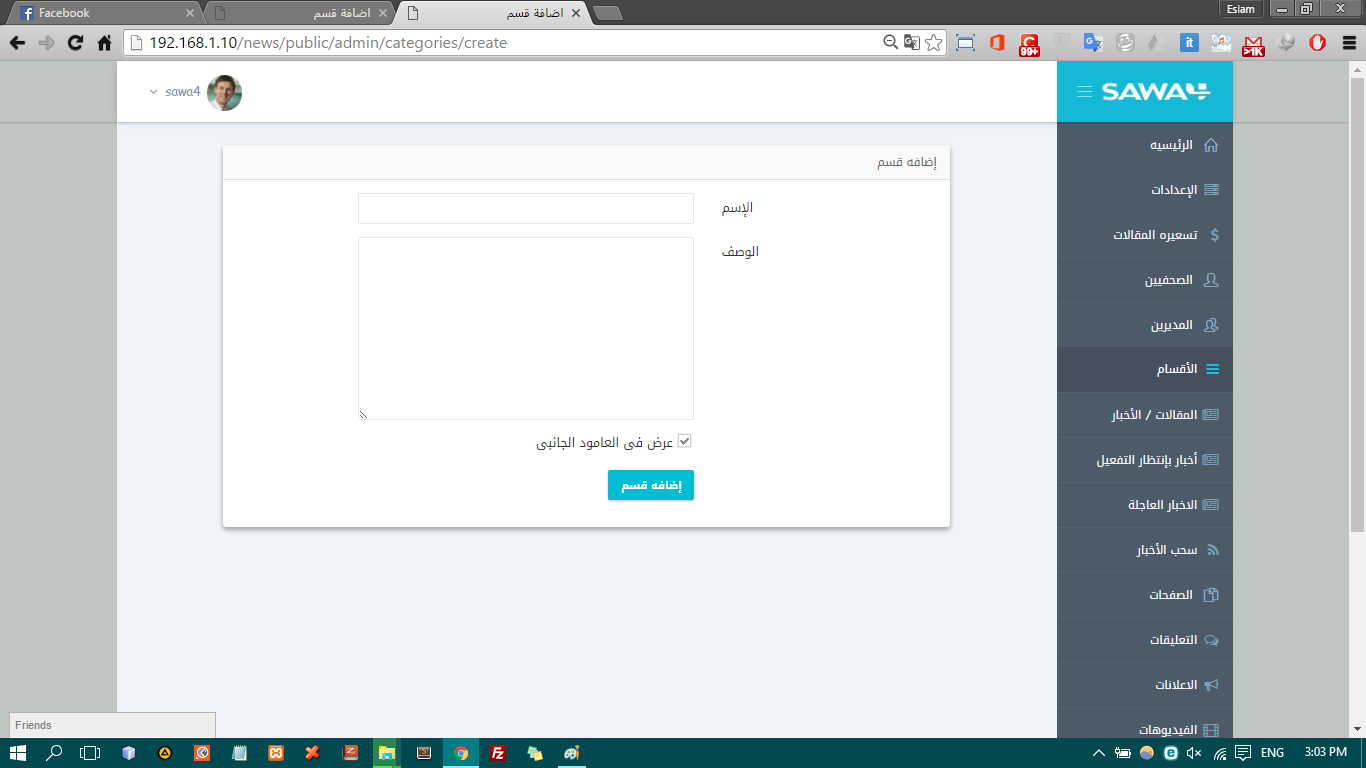 Facebook
اضافة قسم
اضافة قسم
Eslam
192.168.1.10/news/public/admin/categories/create
99+
it
>1K
sawa4
SAWA4
إضافه قسم
الإسم
الوصف
عرض فى العامود الجانبى
إضافه قسم
الرئيسيه
الإعدادات
تسعيره المقالات
الصحفيين
المديرين
الأقسام
المقالات / الأخبار
أخبار بإنتظار التفعيل
الاخبار العاجلة
سحب الأخبار
الصفحات
التعليقات
الاعلانات
الفيديوهات
Friends
ENG
3:03 PM